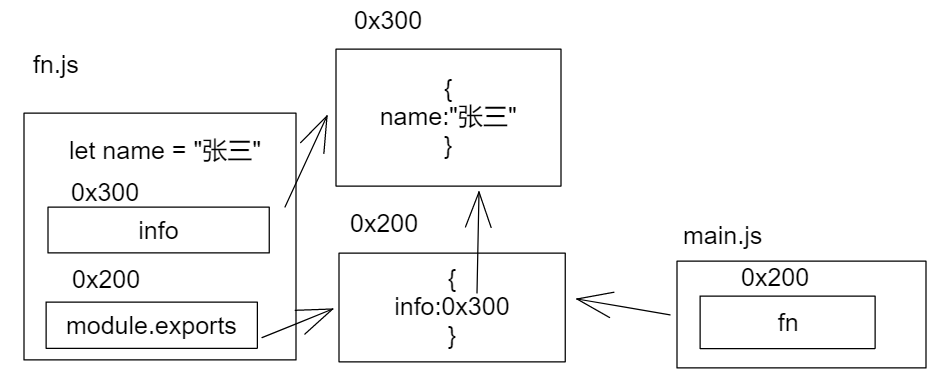 0x300
fn.js
{
name:"张三"
}
let name = "张三"
0x300
info
0x200
module.exports
0x200
{
info:0x300
}
main.js
0x200
fn